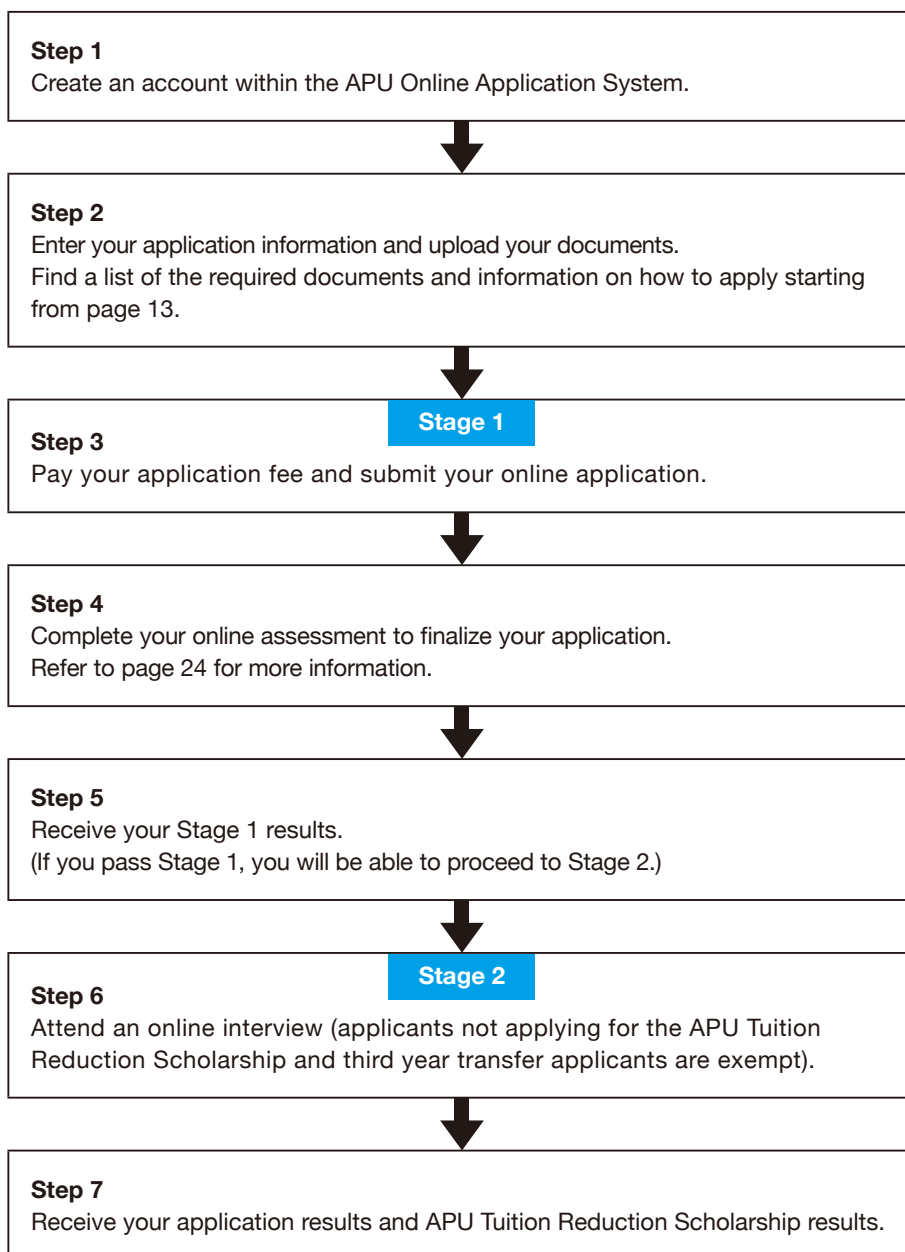 Step 1
Create an account within the APU Online Application System.
Step 2
Enter your application information and upload your documents.
Find a list of the required documents and information on how to apply starting
from page 13.
Stage 1
Step 3
Pay your application fee and submit your online application.
Step 4
Complete your online assessment to finalize your application.
Refer to page 24 for more information.
Step 5
Receive your Stage 1 results.
(If you pass Stage 1, you will be able to proceed to Stage 2.)
Stage 2
Step 6
Attend an online interview (applicants not applying for the APU Tuition
Reduction Scholarship and third year transfer applicants are exempt).
Step 7
Receive your application results and APU Tuition Reduction Scholarship results.